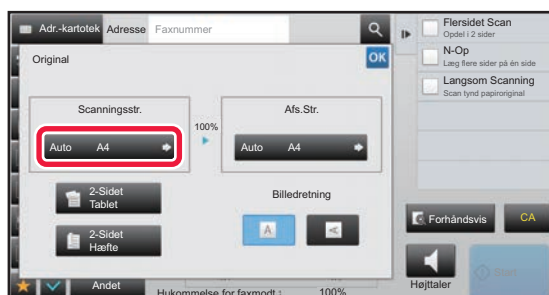 Adr.-kartotek Adresse Faxnummer
Original
OK
Scanningsstr.
Afs.Str.
100%
Auto A4
Auto A4
2-Sidet
Tablet
2-Sidet
Hæfte
Billedretning
A
A
Andet
Hukommelse for faxmodt.:
100%
Flersidet Scan
Opdel i 2 sider
N-Op
Læg flere sider på én side
Langsom Scanning
Scan tynd papiroriginal
Forhåndsvis
CA
Højttaler
Start